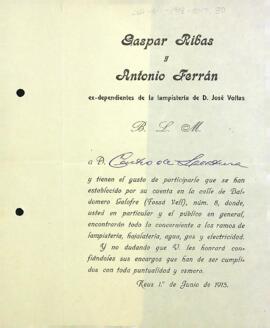 Gaspar Ribas
y
Antonio Ferrán
ex-dependientes de la lampistería de D. José Voltas
B. L. M.
a D. Centro de Lectura
y tienen el gusto de participarle que se han
establecido por su cuenta en la calle de Bal-
domero Galofre (Fossá Vell), núm. 8, donde,
usted en particular y el público en general,
encontrarán todo lo concerniente a los ramos de
lampistería, hojalatería, agua, gas y electricidad.
Y no dudando que V. les honrará con-
fiándoles sus encargos que han de ser cumpli-
dos con toda puntualidad y esmero.
Reus 1.º de Junio de 1915.